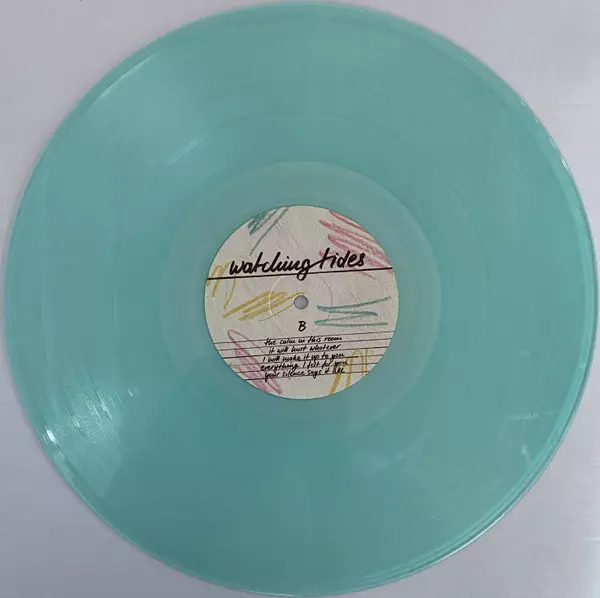 watching tides
B
the calm in this room
it will hurt whatever
I will make it up to you
everything I felt for you
your silence says it all